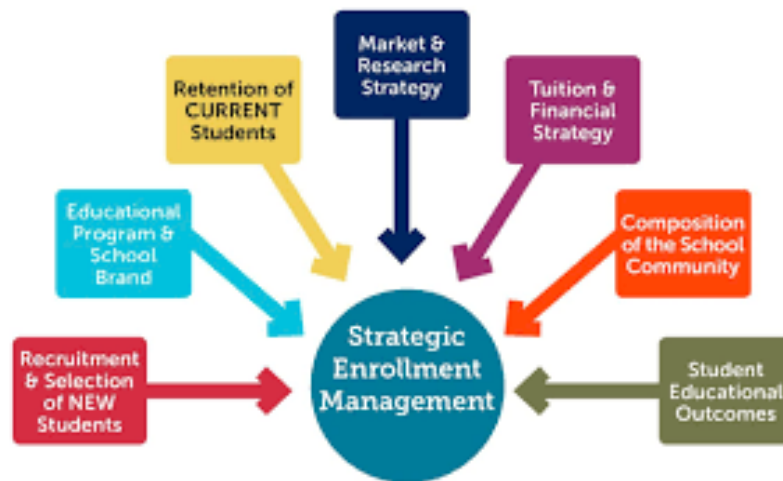 Market &
Research
Strategy
Retention of
CURRENT
Students
Tuition &
Financial
Strategy
Educational
Program &
School
Brand
Composition
of the School
Community
Recruitment
& Selection
of NEW
Students
Strategic
Enrollment
Management
Student
Educational
Outcomes